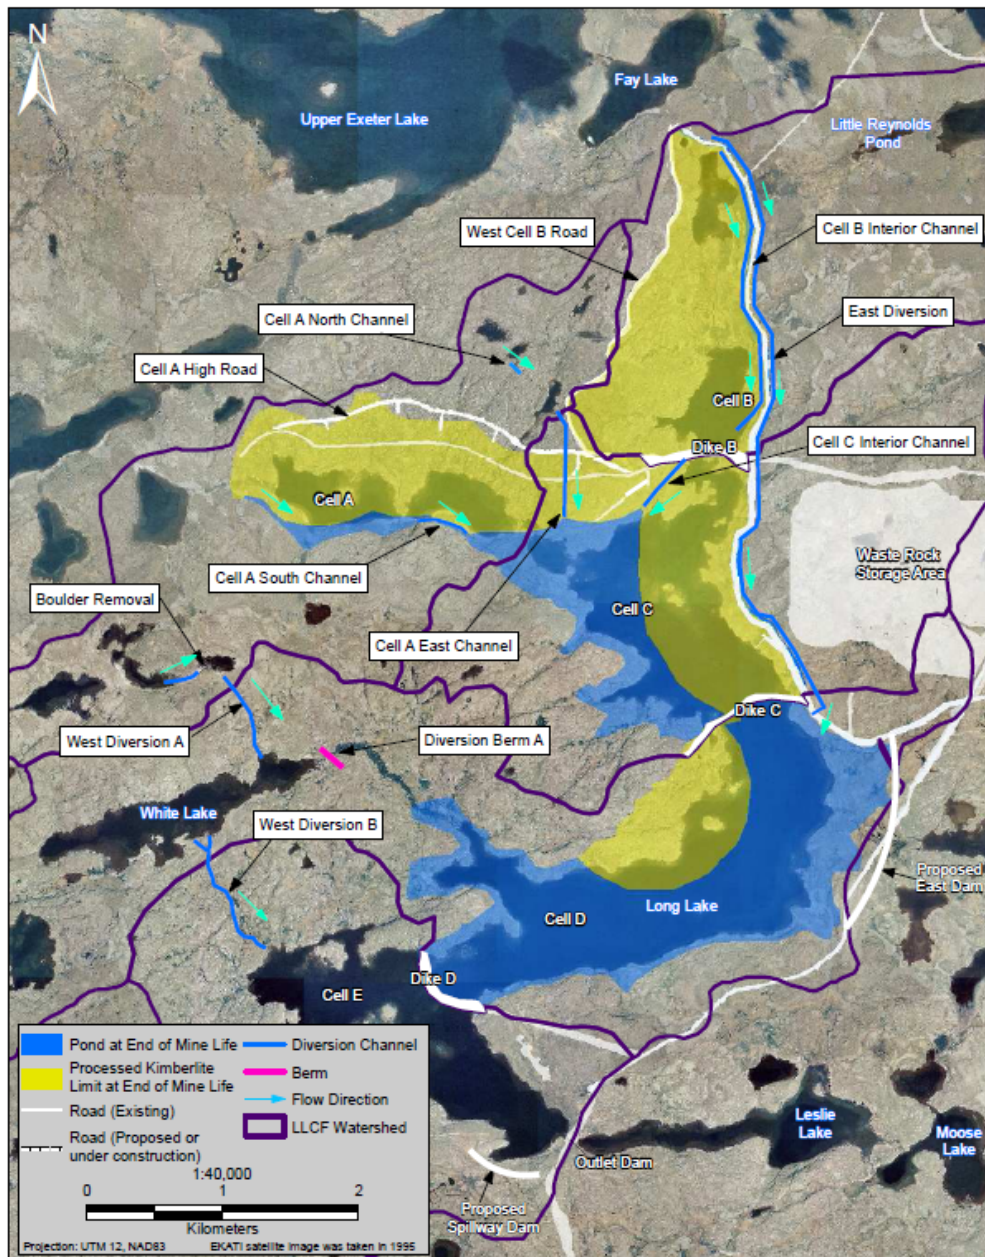 N
Fay Lake
Upper Exeter Lake
Little Reynolds
Pond
West Cell B Road
Cell B Interior Channel
Cell A North Channel
East Diversion
Cell A High Road
Cell B
Dike B
Cell C Interior Channel
Cell A
Waste Rock
Storage Area
Cell A South Channel
Boulder Removal
Cell C
Cell A East Channel
Dike C
West Diversion A
Diversion Berm A
White Lake
West Diversion B
Proposed
East Dam
Long Lake
Cell D
Dike D
Cell E
Pond at End of Mine Life
Processed Kimberlite
Limit at End of Mine Life
Road (Existing)
Road (Proposed or
under construction)
Diversion Channel
Berm
Flow Direction
LLCF Watershed
1:40,000
0 1 2
Kilometers
Projection: UTM 12, NAD83 EKATI satellite image was taken in 1995
Leslie
Lake
Moose
Lake
Outlet Dam
Proposed
Spillway Dam